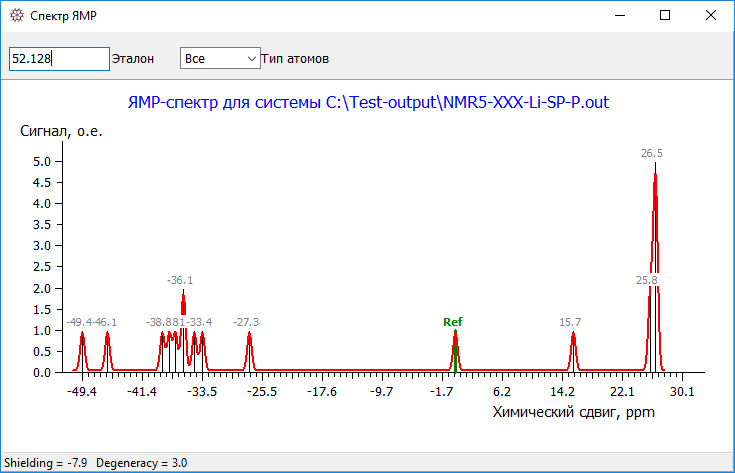 Спектр ЯМР
52.128 Эталон Все Тип атомов
ЯМР-спектр для системы C:\Test-output\NMR5-XXX-Li-SP-P.out
Сигнал, о.е.
26.5
5.0
4.5
4.0
3.5
3.0
2.5
-36.1 25.8
2.0
1.5
-49.4 -46.1 -38.8 -33.4 -27.3 Ref 15.7
1.0
0.5
0.0
-49.4 -41.4 -33.5 -25.5 -17.6 -9.7 -1.7 6.2 14.2 22.1 30.1
Химический сдвиг, ppm
Shielding = -7.9 Degeneracy = 3.0